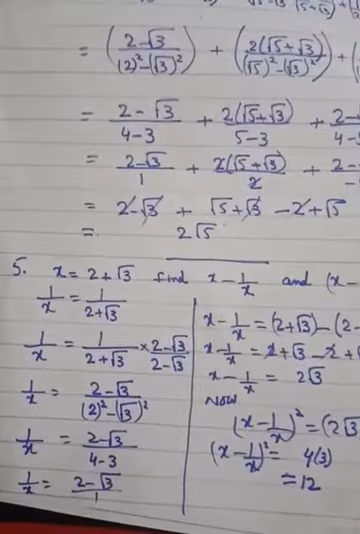 = ((2-√3)/((2)²-(√3)²)) + (2(√5+√3)/((√5)²-(√3)²)) +
= (2-√3)/(4-3) + (2(√5+√3))/(5-3) + 2-
= (2-√3)/1 + (2(√5+√3))/2 + 2-
= 2-√3 + √5+√3 -2+√5
= 2√5
5. x = 2+√3 find x - 1/x and (x-
1/x = 1/(2+√3)
1/x = 1/(2+√3) × (2-√3)/(2-√3)
1/x = (2-√3)/((2)²-(√3)²)
1/x = (2-√3)/(4-3)
1/x = (2-√3)/1
x - 1/x = (2+√3) - (2-
x - 1/x = 2+√3 -2+
x - 1/x = 2√3
Now
(x - 1/x)² = (2√3
(x - 1/x)² = 4(3)
= 12